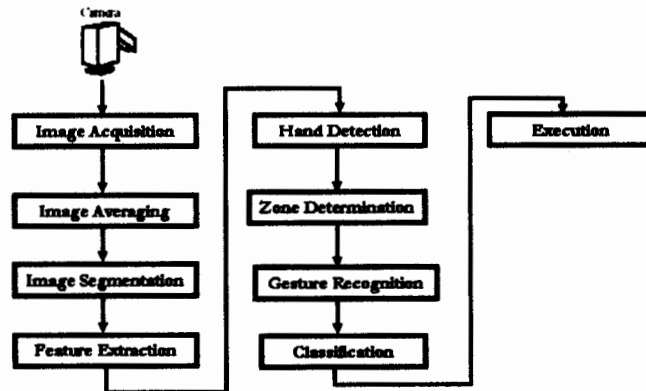 Camera
Image Acquisition
Image Averaging
Image Segmentation
Feature Extraction
Hand Detection
Zone Determination
Gesture Recognition
Classification
Execution